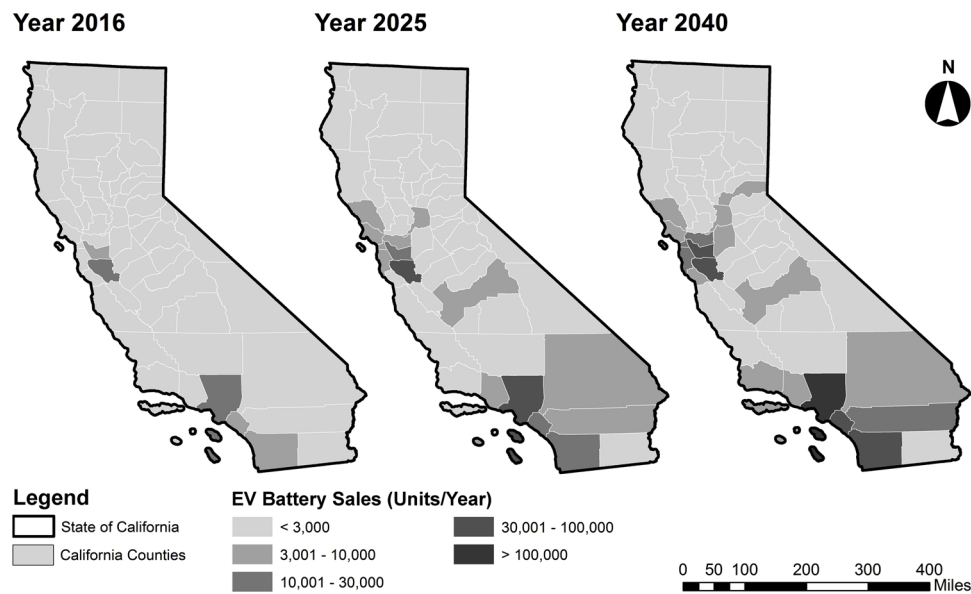 Year 2016
Year 2025
Year 2040
N
Legend
State of California
California Counties
EV Battery Sales (Units/Year)
< 3,000
3,001 - 10,000
10,001 - 30,000
30,001 - 100,000
> 100,000
0 50 100 200 300 400
Miles